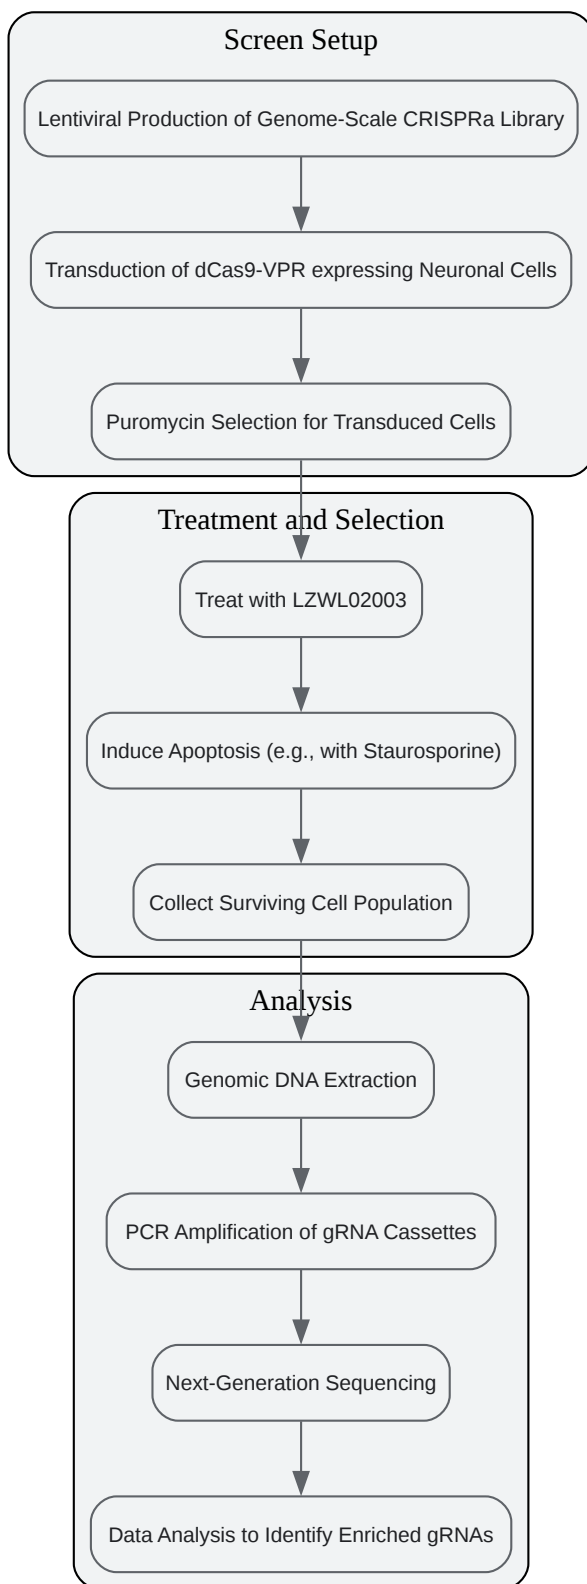 Screen Setup
Lentiviral Production of Genome-Scale CRISPRa Library
Transduction of dCas9-VPR expressing Neuronal Cells
Puromycin Selection for Transduced Cells
Treatment and Selection
Treat with LZWL02003
Induce Apoptosis (e.g., with Staurosporine)
Collect Surviving Cell Population
Analysis
Genomic DNA Extraction
PCR Amplification of gRNA Cassettes
Next-Generation Sequencing
Data Analysis to Identify Enriched gRNAs